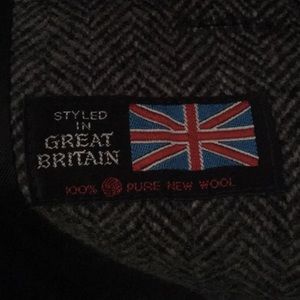 STYLED
IN
GREAT
BRITAIN
100% PURE NEW WOOL